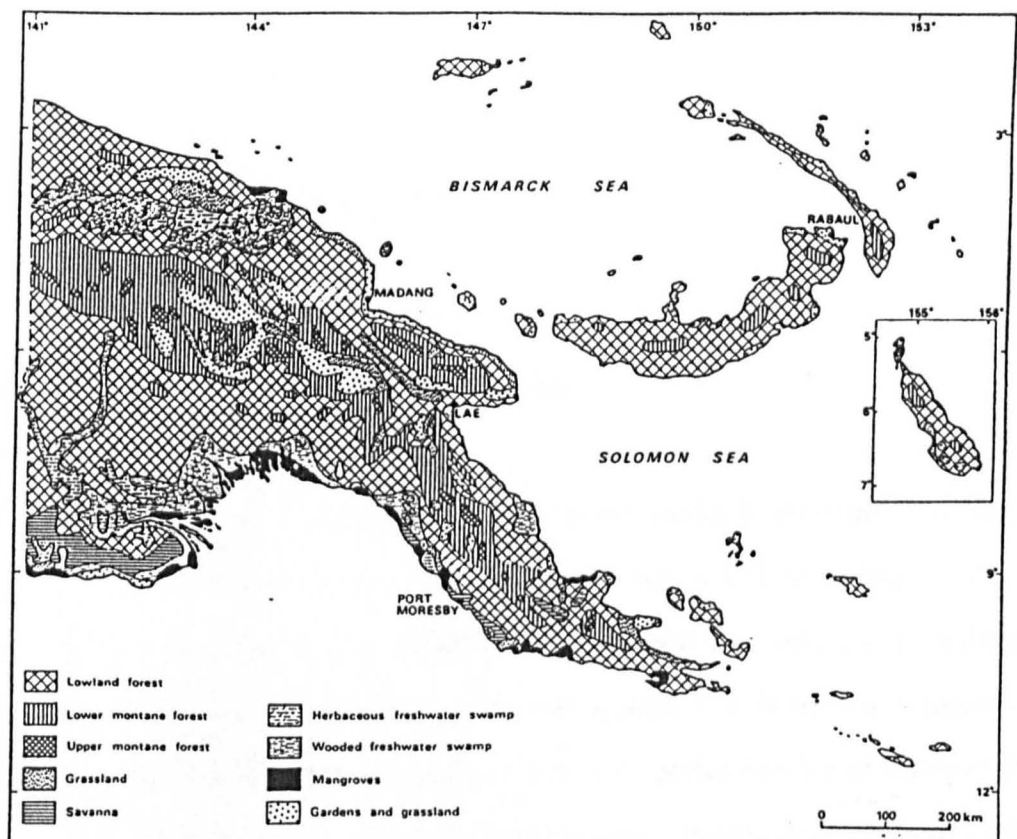 141° 144° 147° 150° 153°
3°
BISMARCK SEA
RABAUL
MADANG
155° 156°
5°
6°
7°
LAE
SOLOMON SEA
9°
PORT
MORESBY
Lowland forest
Lower montane forest
Upper montane forest
Grassland
Savanna
Herbaceous freshwater swamp
Wooded freshwater swamp
Mangroves
Gardens and grassland
12°
0 100 200 km